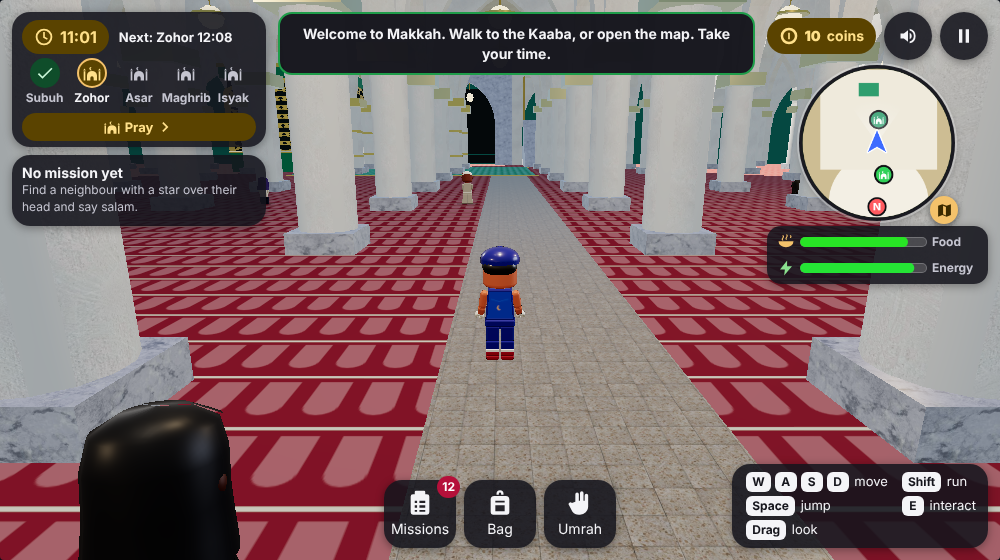 11:01
Next: Zohor 12:08
Subuh
Zohor
Asar
Maghrib
Isyak
Pray
No mission yet
Find a neighbour with a star over their
head and say salam.
Welcome to Makkah. Walk to the Kaaba, or open the map. Take
your time.
10 coins
N
Food
Energy
12
Missions
Bag
Umrah
W A S D move
Shift run
Space jump
E interact
Drag look